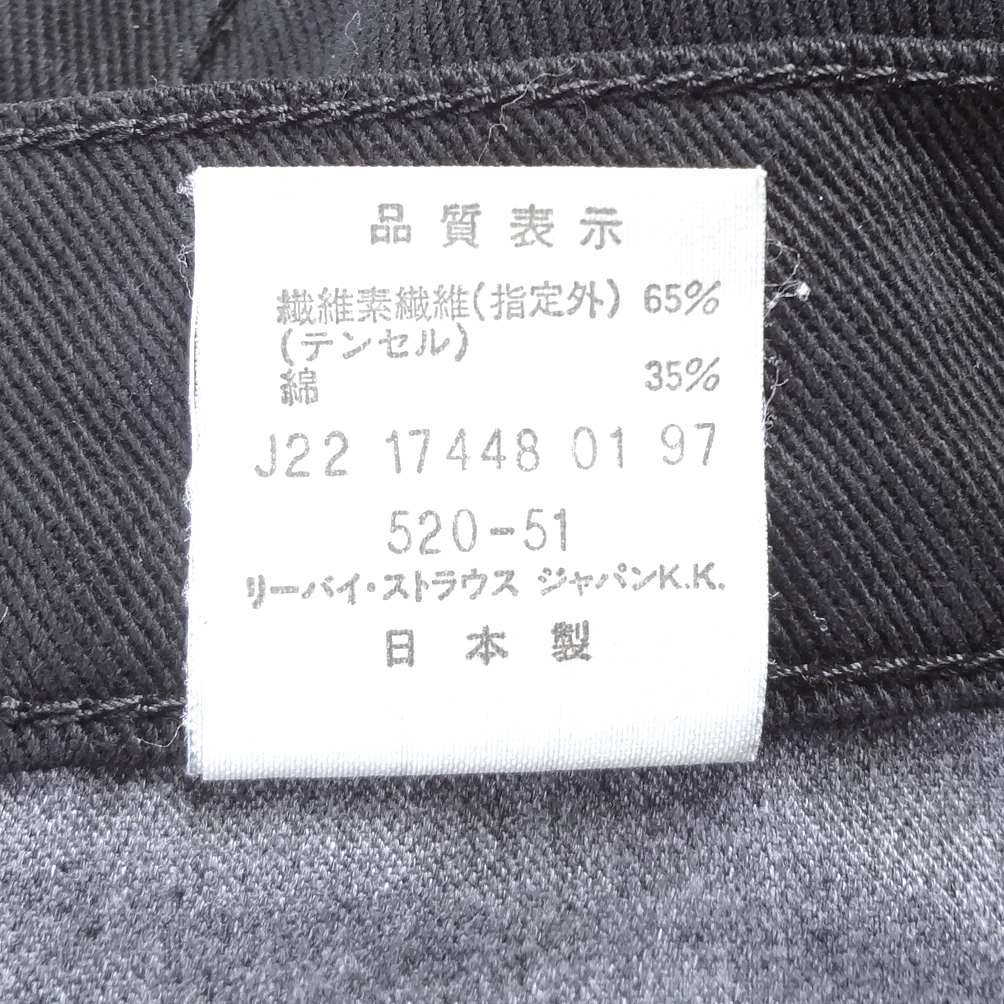 品質表示
繊維素繊維(指定外) 65%
(テンセル)
綿 35%
J22 17448 01 97
520-51
リーバイ・ストラウス ジャパンK.K.
日本製